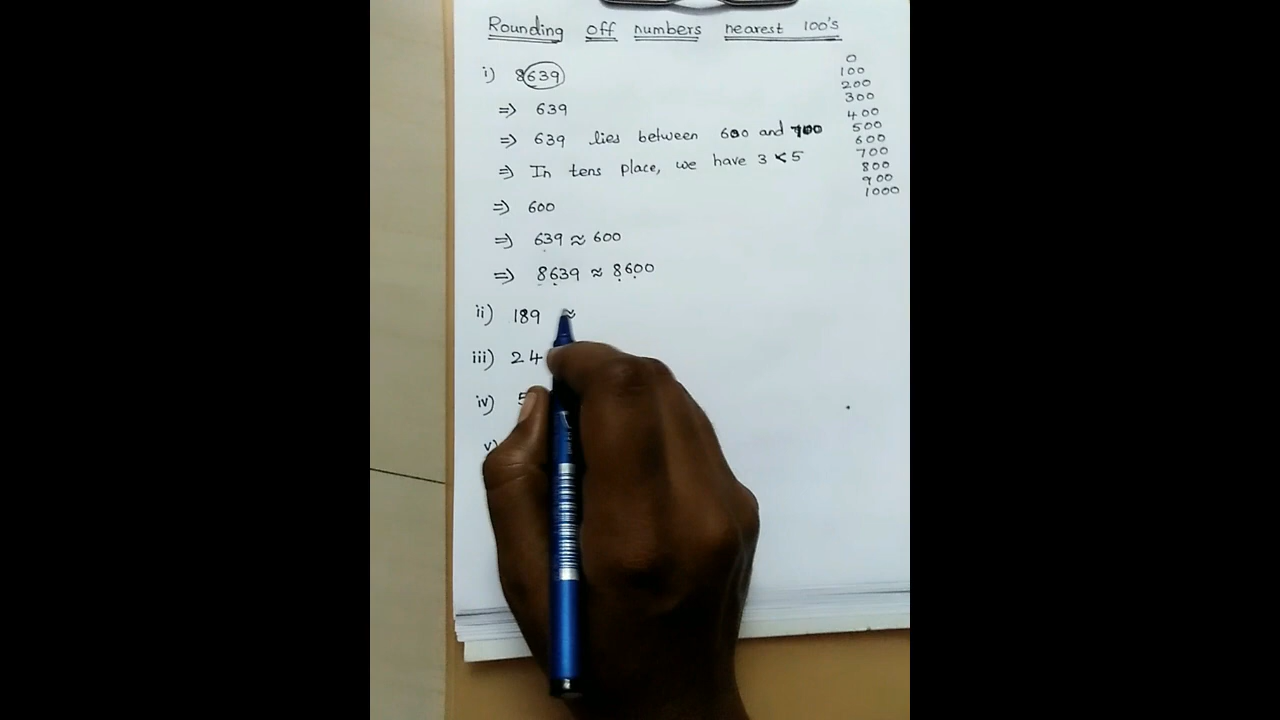 Rounding off numbers nearest 100's
i) 8639
⇒ 639
⇒ 639 lies between 600 and 700
⇒ In tens place, we have 3 < 5
⇒ 600
⇒ 639 ≈ 600
⇒ 8639 ≈ 8600
ii) 189 ≈
iii) 24
iv) 5
v)
0
100
200
300
400
500
600
700
800
900
1000